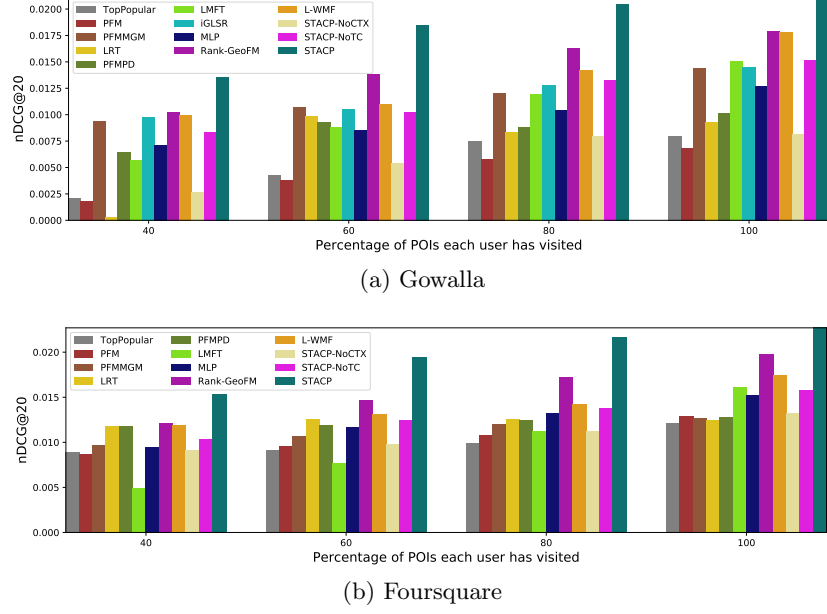 0.0200
0.0175
0.0150
0.0125
0.0100
0.0075
0.0050
0.0025
0.0000
nDCG@20
TopPopular
PFM
PFMMGM
LRT
PFMPD
LMFT
iGLSR
MLP
Rank-GeoFM
L-WMF
STACP-NoCTX
STACP-NoTC
STACP
40 60 80 100
Percentage of POIs each user has visited
(a) Gowalla
0.020
0.015
0.010
0.005
0.000
nDCG@20
TopPopular
PFM
PFMMGM
LRT
PFMPD
LMFT
MLP
Rank-GeoFM
L-WMF
STACP-NoCTX
STACP-NoTC
STACP
40 60 80 100
Percentage of POIs each user has visited
(b) Foursquare